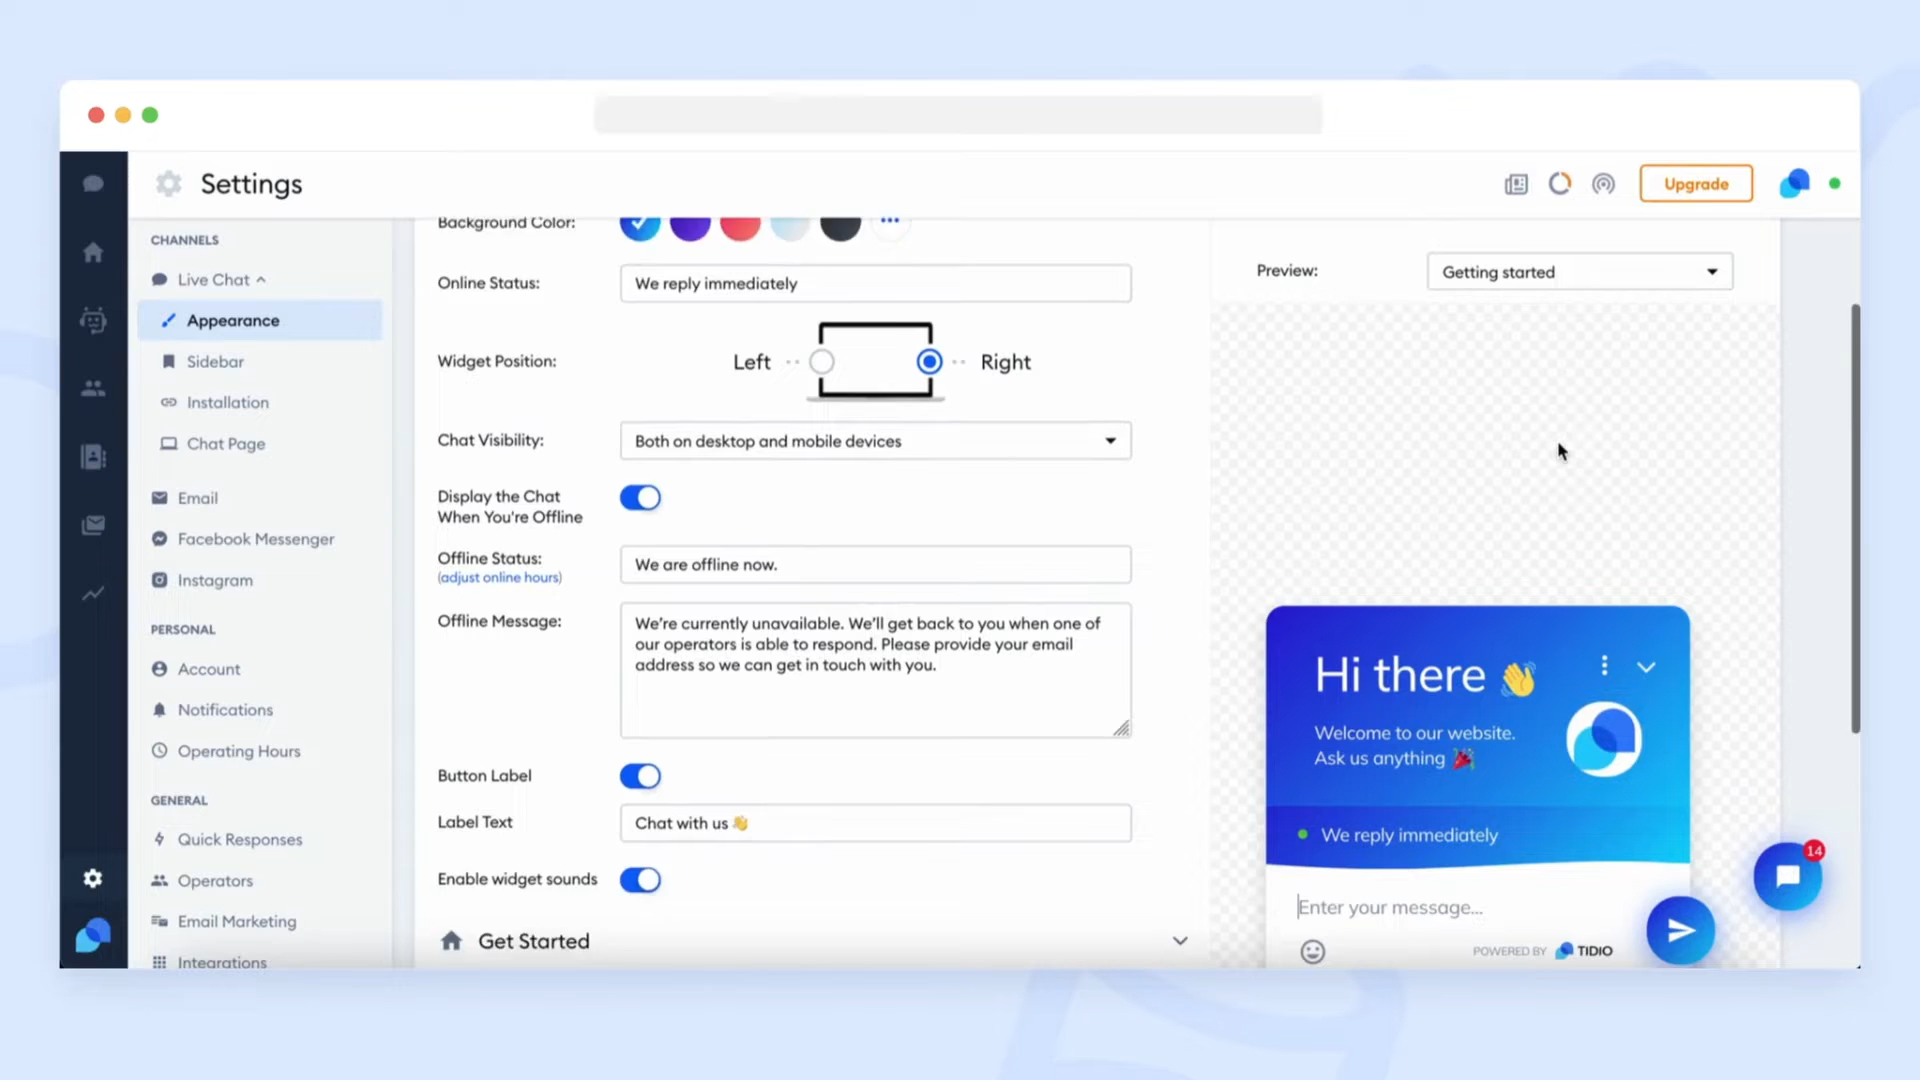 Settings
Upgrade
CHANNELS
Live Chat
Appearance
Sidebar
Installation
Chat Page
Email
Facebook Messenger
Instagram
PERSONAL
Account
Notifications
Operating Hours
GENERAL
Quick Responses
Operators
Email Marketing
Integrations
Background Color:
Online Status:
We reply immediately
Widget Position:
Left
Right
Chat Visibility:
Both on desktop and mobile devices
Display the Chat
When You're Offline
Offline Status:
(adjust online hours)
We are offline now.
Offline Message:
We’re currently unavailable. We’ll get back to you when one of
our operators is able to respond. Please provide your email
address so we can get in touch with you.
Button Label
Label Text
Chat with us 👋
Enable widget sounds
Get Started
Preview:
Getting started
Hi there 👋
Welcome to our website.
Ask us anything 🎉
We reply immediately
Enter your message...
POWERED BY TIDIO
14